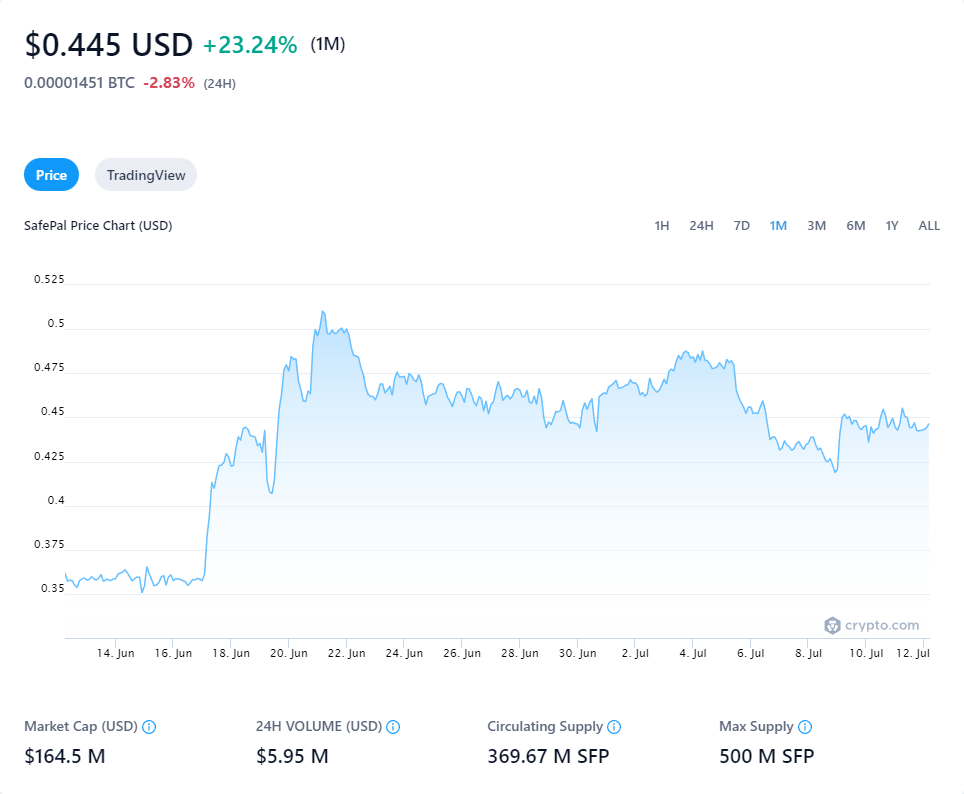 $0.445 USD +23.24% (1M)
0.00001451 BTC -2.83% (24H)
Price TradingView
SafePal Price Chart (USD) 1H 24H 7D 1M 3M 6M 1Y ALL
0.525
0.5
0.475
0.45
0.425
0.4
0.375
0.35
crypto.com
14. Jun 16. Jun 18. Jun 20. Jun 22. Jun 24. Jun 26. Jun 28. Jun 30. Jun 2. Jul 4. Jul 6. Jul 8. Jul 10. Jul 12. Jul
Market Cap (USD) 24H VOLUME (USD) Circulating Supply Max Supply
$164.5 M $5.95 M 369.67 M SFP 500 M SFP